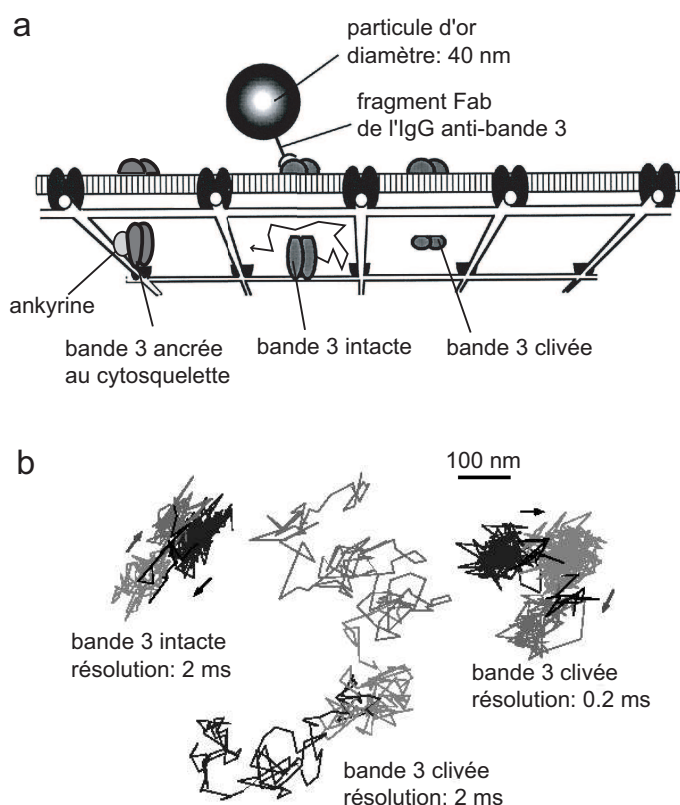 a
particule d'or
diamètre: 40 nm
fragment Fab
de l'IgG anti-bande 3
ankyrine
bande 3 ancrée
au cytosquelette
bande 3 intacte
bande 3 clivée
b
100 nm
bande 3 intacte
résolution: 2 ms
bande 3 clivée
résolution: 0.2 ms
bande 3 clivée
résolution: 2 ms